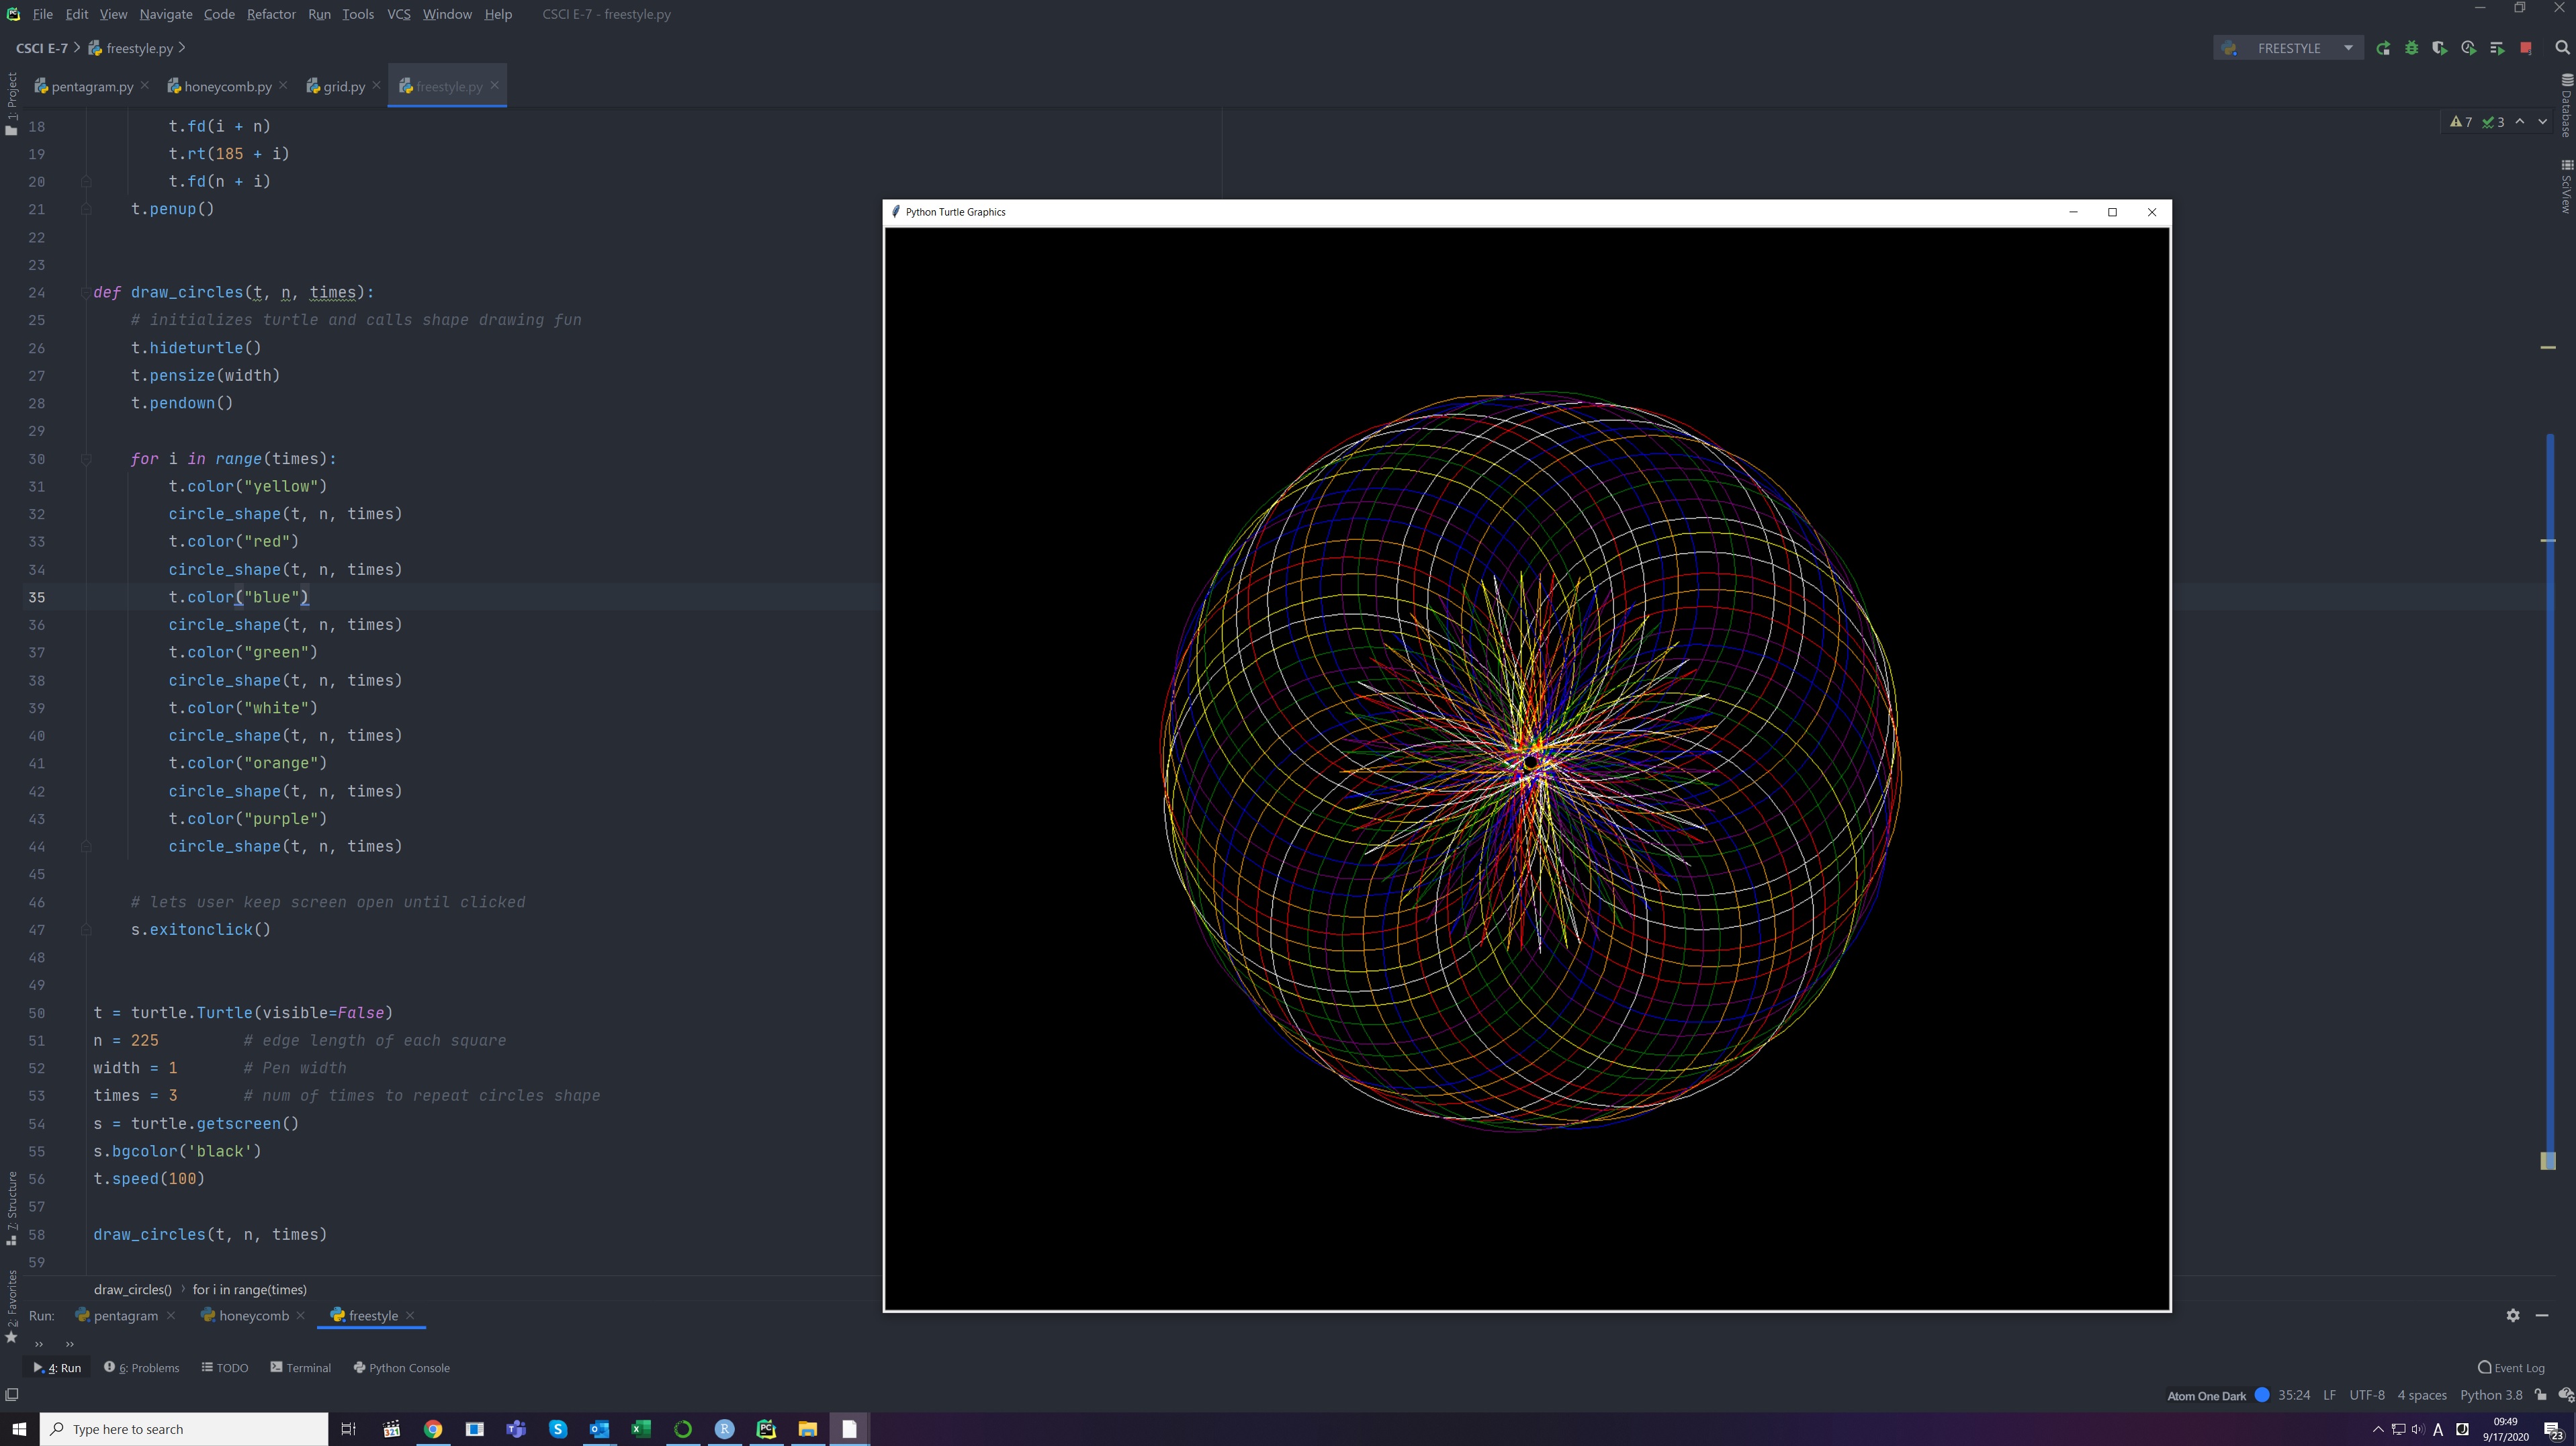 File Edit View Navigate Code Refactor Run Tools VCS Window Help CSCI E-7 - freestyle.py
CSCI E-7 freestyle.py
FREESTYLE
pentagram.py honeycomb.py grid.py freestyle.py
1: Project
Database
SciView
7 3
18 t.fd(i + n)
19 t.rt(185 + i)
20 t.fd(n + i)
21 t.penup()
22
23
24 def draw_circles(t, n, times):
25 # initializes turtle and calls shape drawing fun
26 t.hideturtle()
27 t.pensize(width)
28 t.pendown()
29
30 for i in range(times):
31 t.color("yellow")
32 circle_shape(t, n, times)
33 t.color("red")
34 circle_shape(t, n, times)
35 t.color("blue")
36 circle_shape(t, n, times)
37 t.color("green")
38 circle_shape(t, n, times)
39 t.color("white")
40 circle_shape(t, n, times)
41 t.color("orange")
42 circle_shape(t, n, times)
43 t.color("purple")
44 circle_shape(t, n, times)
45
46 # lets user keep screen open until clicked
47 s.exitonclick()
48
49
50 t = turtle.Turtle(visible=False)
51 n = 225 # edge length of each square
52 width = 1 # Pen width
53 times = 3 # num of times to repeat circles shape
54 s = turtle.getscreen()
55 s.bgcolor('black')
56 t.speed(100)
57
58 draw_circles(t, n, times)
59
Python Turtle Graphics
7: Structure
2: Favorites
draw_circles() for i in range(times)
Run: pentagram honeycomb freestyle
4: Run 6: Problems TODO Terminal Python Console Event Log
Atom One Dark 35:24 LF UTF-8 4 spaces Python 3.8
Type here to search
321
A
09:49
9/17/2020
23